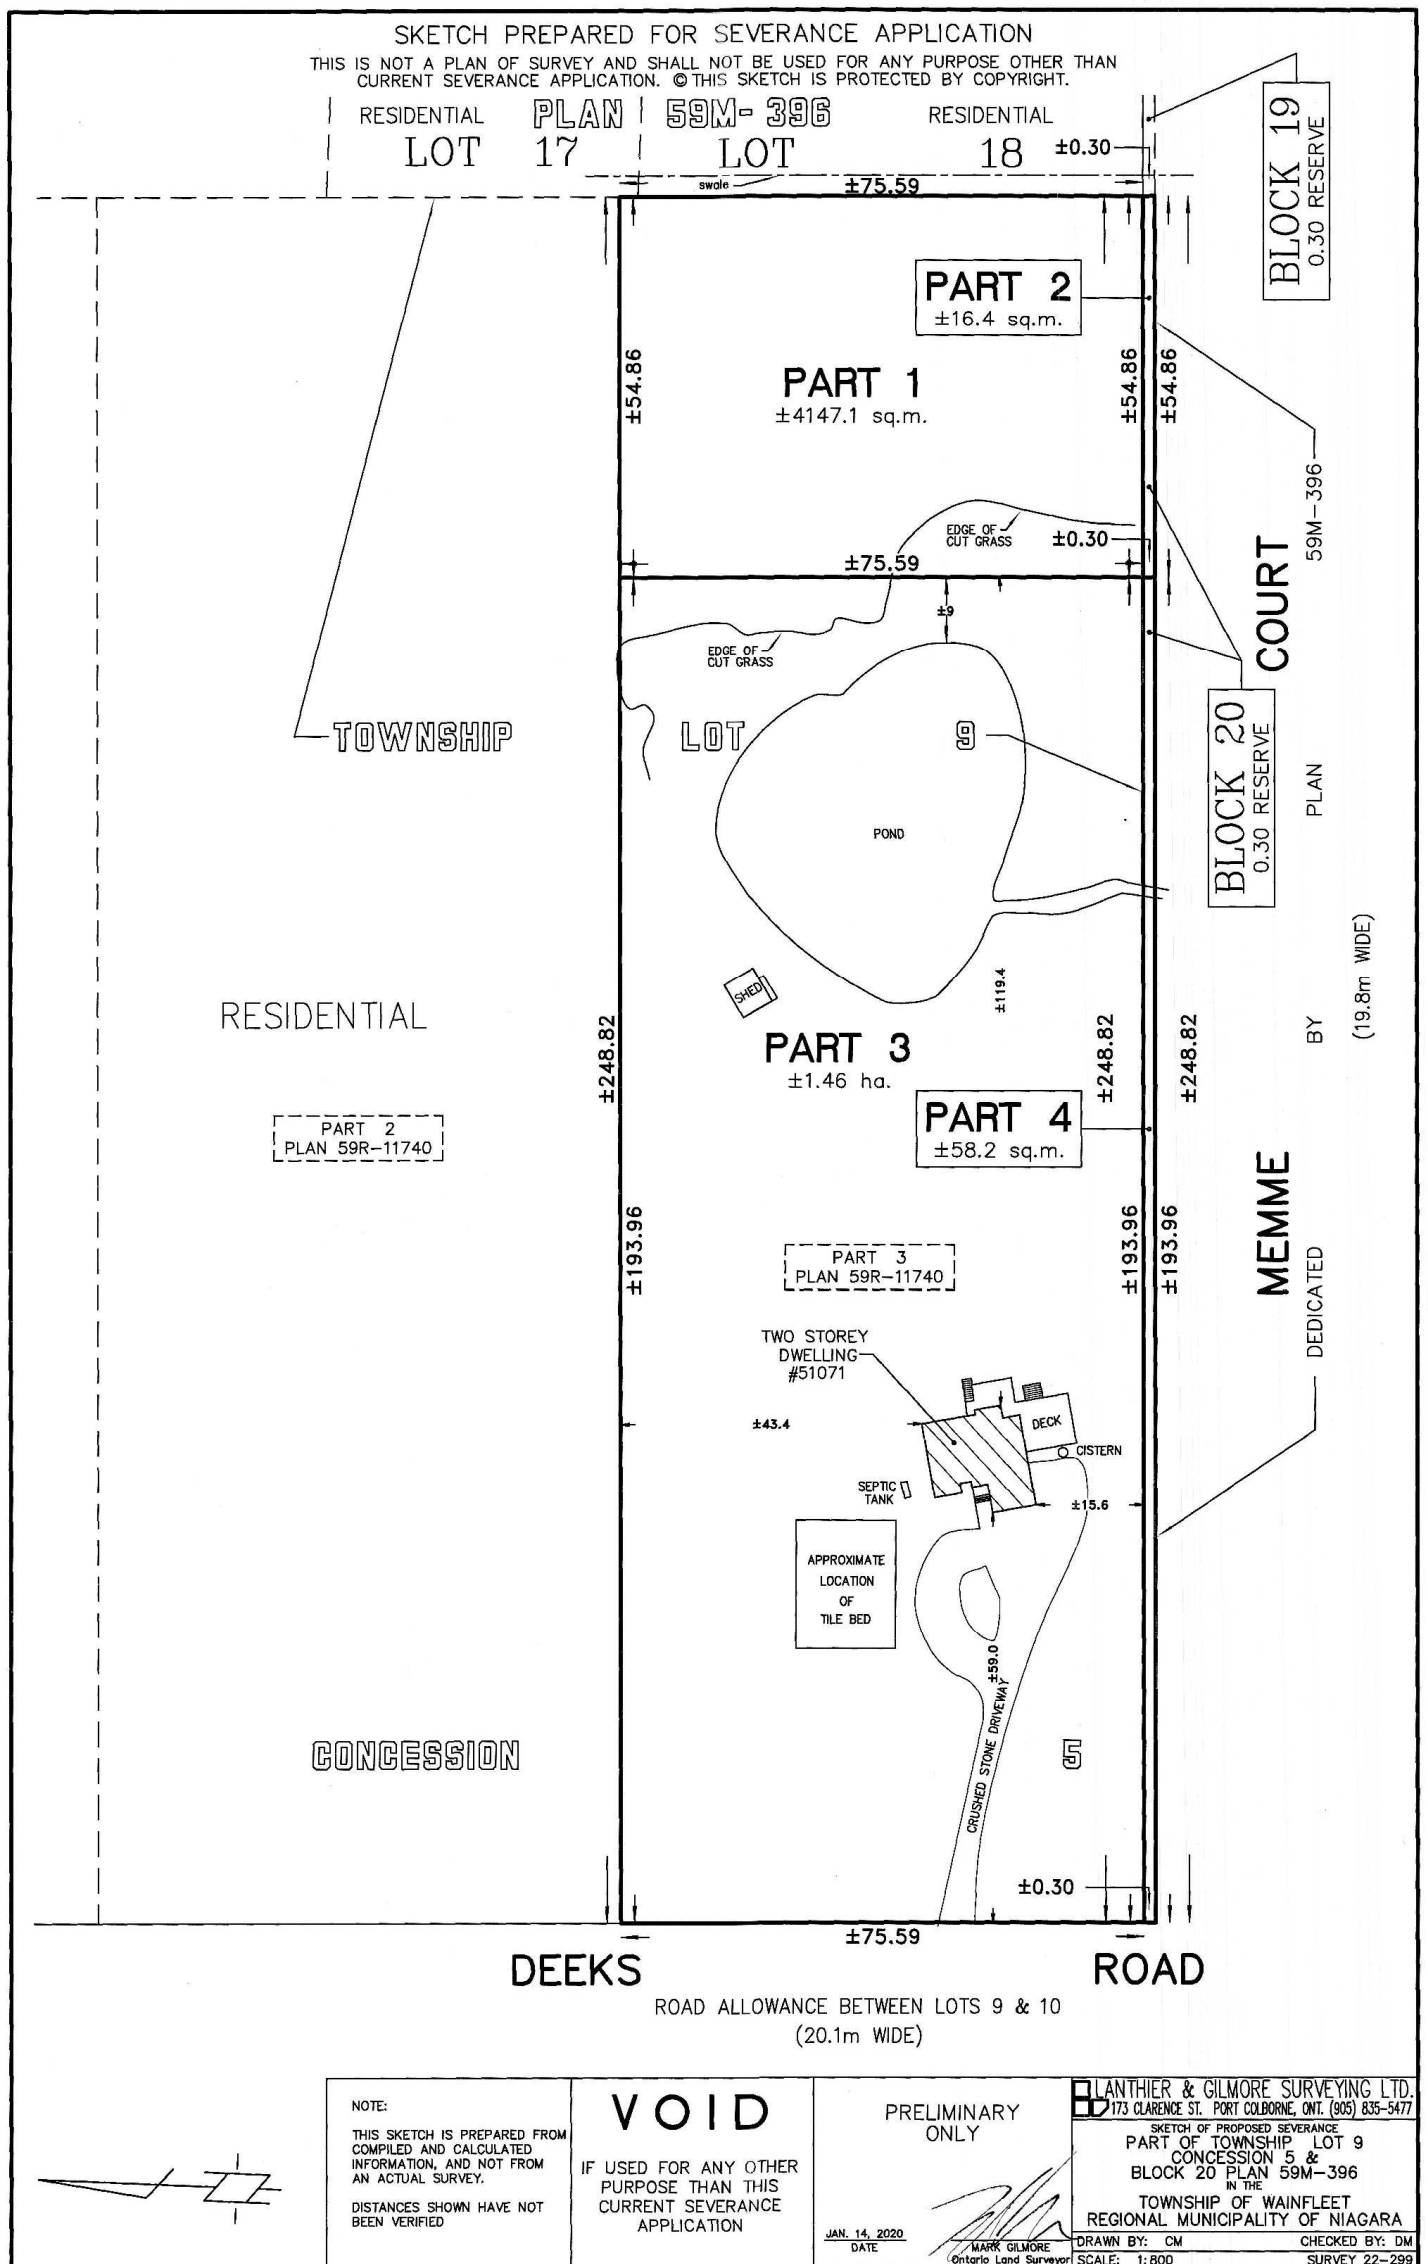 SKETCH PREPARED FOR SEVERANCE APPLICATION
THIS IS NOT A PLAN OF SURVEY AND SHALL NOT BE USED FOR ANY PURPOSE OTHER THAN
CURRENT SEVERANCE APPLICATION. © THIS SKETCH IS PROTECTED BY COPYRIGHT.
RESIDENTIAL PLAN 59M-396 RESIDENTIAL
LOT 17 LOT 18 ±0.30
BLOCK 19
0.30 RESERVE
swale
±75.59
PART 2
±16.4 sq.m.
PART 1
±4147.1 sq.m.
±54.86
±54.86
±54.86
59M-396
EDGE OF
CUT GRASS
±0.30
±75.59
COURT
±9
EDGE OF
CUT GRASS
TOWNSHIP LOT 9
BLOCK 20
0.30 RESERVE
PLAN
POND
(19.8m WIDE)
SHED
±119.4
RESIDENTIAL
BY
PART 3
±1.46 ha.
±248.82
±248.82
±248.82
PART 2
PLAN 59R-11740
PART 4
±58.2 sq.m.
MEMME
±193.96
±193.96
±193.96
PART 3
PLAN 59R-11740
DEDICATED
TWO STOREY
DWELLING
#51071
±43.4
DECK
CISTERN
SEPTIC
TANK
±15.6
APPROXIMATE
LOCATION
OF
TILE BED
±59.0
CRUSHED STONE DRIVEWAY
CONCESSION 5
±0.30
±75.59
DEEKS ROAD
ROAD ALLOWANCE BETWEEN LOTS 9 & 10
(20.1m WIDE)
NOTE:
THIS SKETCH IS PREPARED FROM
COMPILED AND CALCULATED
INFORMATION, AND NOT FROM
AN ACTUAL SURVEY.
DISTANCES SHOWN HAVE NOT
BEEN VERIFIED
VOID
IF USED FOR ANY OTHER
PURPOSE THAN THIS
CURRENT SEVERANCE
APPLICATION
PRELIMINARY
ONLY
JAN. 14, 2020
DATE
MARK GILMORE
Ontario Land Surveyor
LANTHIER & GILMORE SURVEYING LTD.
173 CLARENCE ST. PORT COLBORNE, ONT. (905) 835-5477
SKETCH OF PROPOSED SEVERANCE
PART OF TOWNSHIP LOT 9
CONCESSION 5 &
BLOCK 20 PLAN 59M-396
IN THE
TOWNSHIP OF WAINFLEET
REGIONAL MUNICIPALITY OF NIAGARA
DRAWN BY: CM CHECKED BY: DM
SCALE: 1:800 SURVEY 22-299